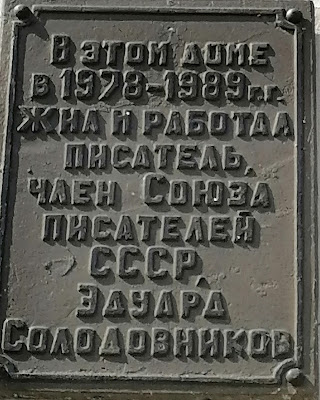 В этом доме
в 1978–1989 г.г.
жил и работал
писатель,
член Союза
писателей
СССР,
Эдуард
Солодовников